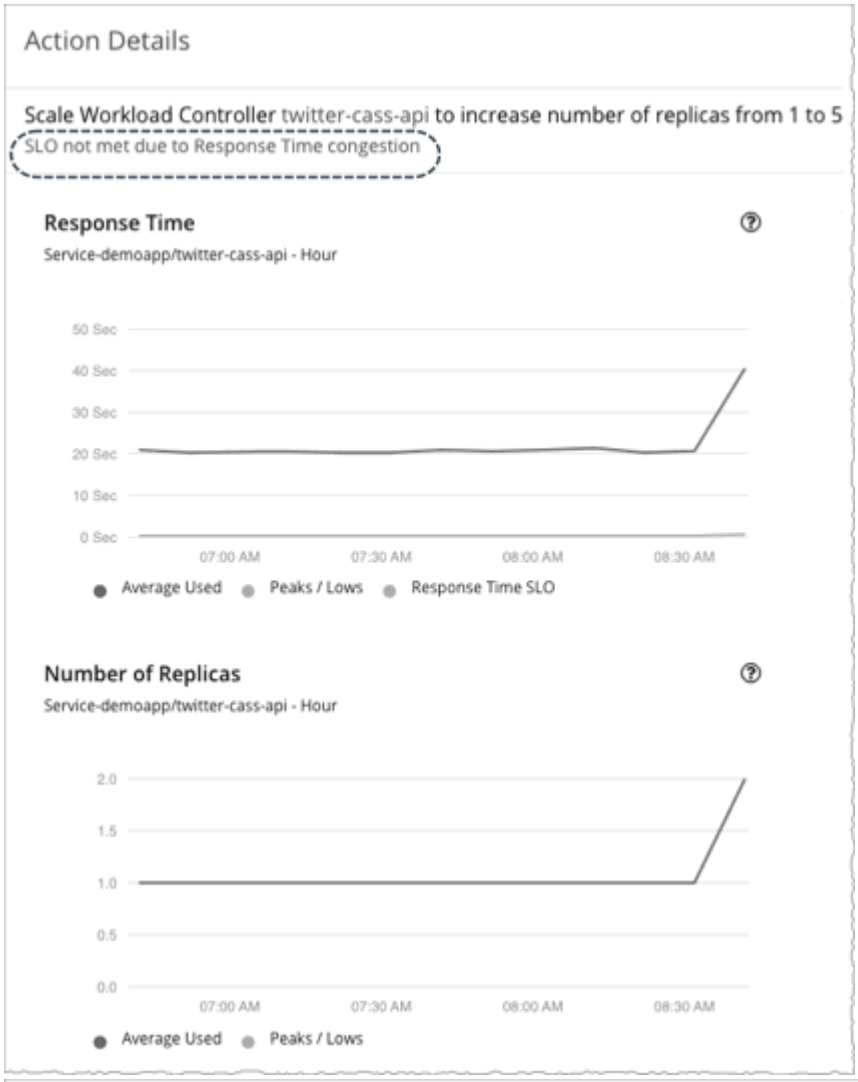 Action Details
Scale Workload Controller twitter-cass-api to increase number of replicas from 1 to 5
SLO not met due to Response Time congestion
Response Time
Service-demoapp/twitter-cass-api - Hour
50 Sec
40 Sec
30 Sec
20 Sec
10 Sec
0 Sec
07:00 AM 07:30 AM 08:00 AM 08:30 AM
Average Used Peaks / Lows Response Time SLO
Number of Replicas
Service-demoapp/twitter-cass-api - Hour
2.0
1.5
1.0
0.5
0.0
07:00 AM 07:30 AM 08:00 AM 08:30 AM
Average Used Peaks / Lows